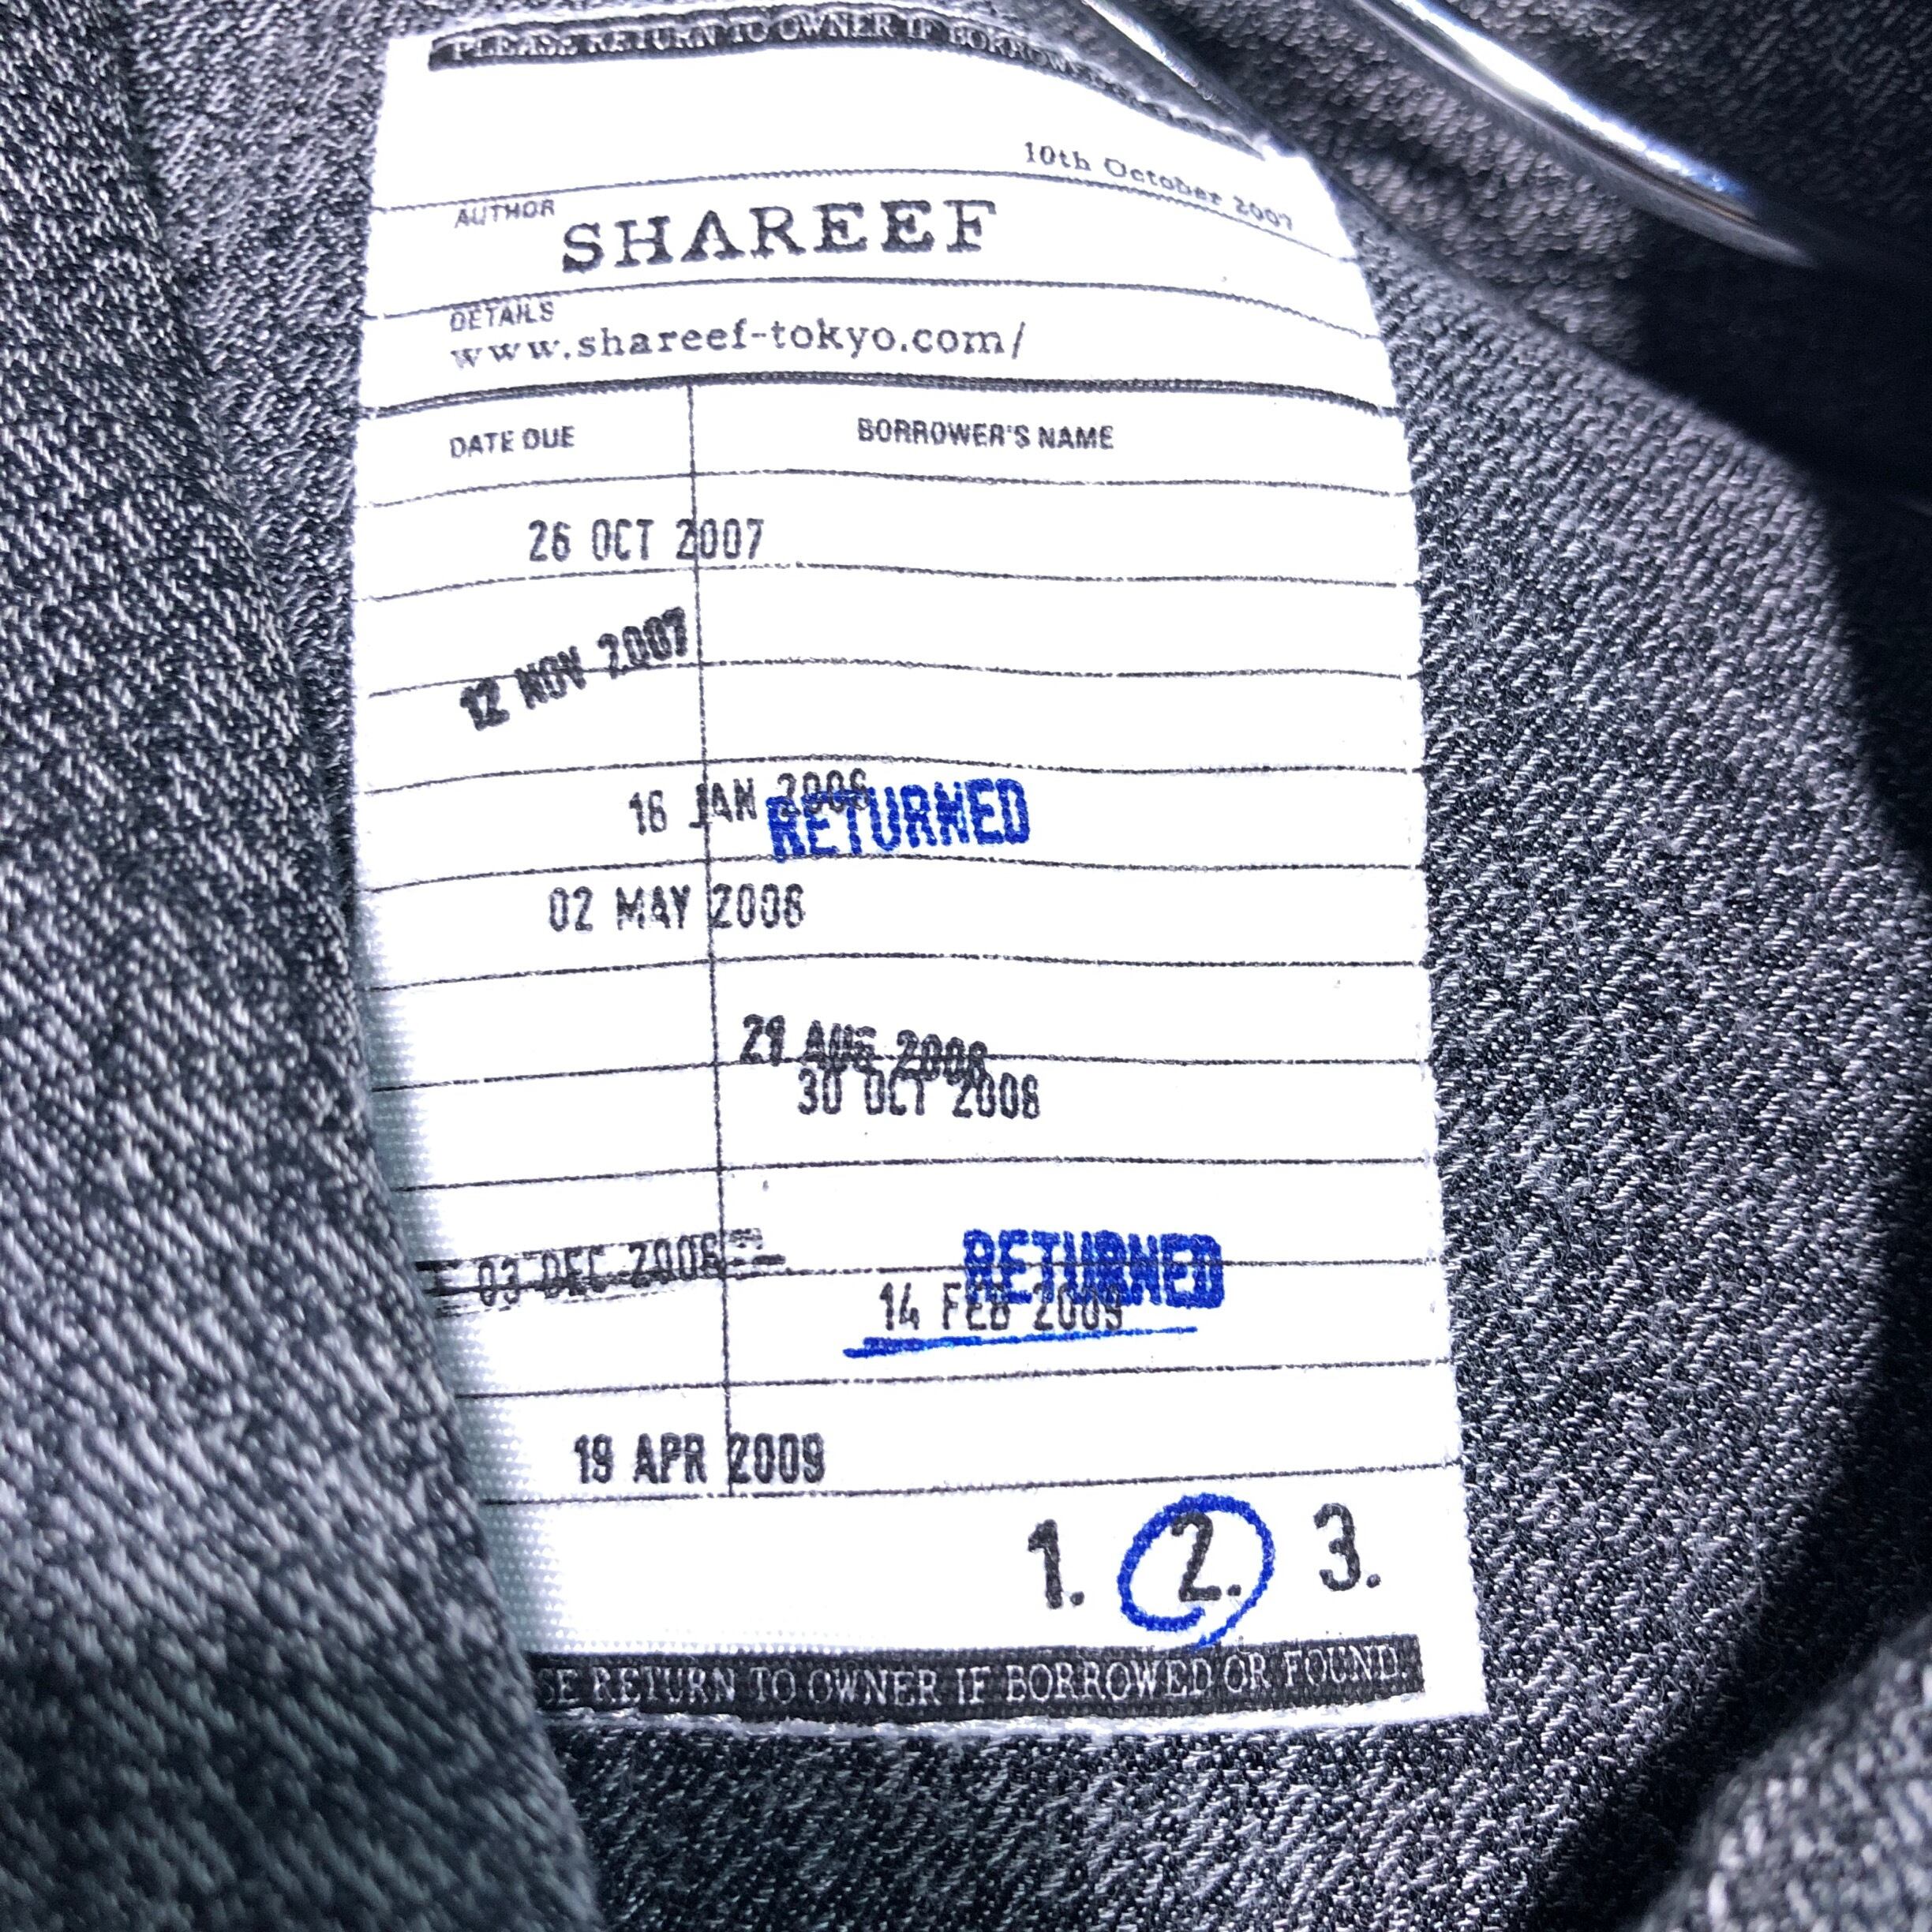 PLEASE RETURN TO OWNER IF BORROWED
10th October 2007
AUTHOR SHAREEF
DETAILS
www.shareef-tokyo.com/
DATE DUE BORROWER'S NAME
26 OCT 2007
12 NOV 2007
16 JAN 2008
RETURNED
02 MAY 2008
29 AUG 2008
30 OCT 2008
03 DEC 2008
RETURNED
14 FEB 2009
19 APR 2009
1. 2. 3.
SE RETURN TO OWNER IF BORROWED OR FOUND.